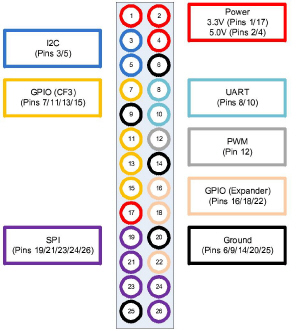 Power
3.3V (Pins 1/17)
5.0V (Pins 2/4)
I2C
(Pins 3/5)
GPIO (CF3)
(Pins 7/11/13/15)
UART
(Pins 8/10)
PWM
(Pin 12)
GPIO (Expander)
(Pins 16/18/22)
SPI
(Pins 19/21/23/24/26)
Ground
(Pins 6/9/14/20/25)
1 2
3 4
5 6
7 8
9 10
11 12
13 14
15 16
17 18
19 20
21 22
23 24
25 26